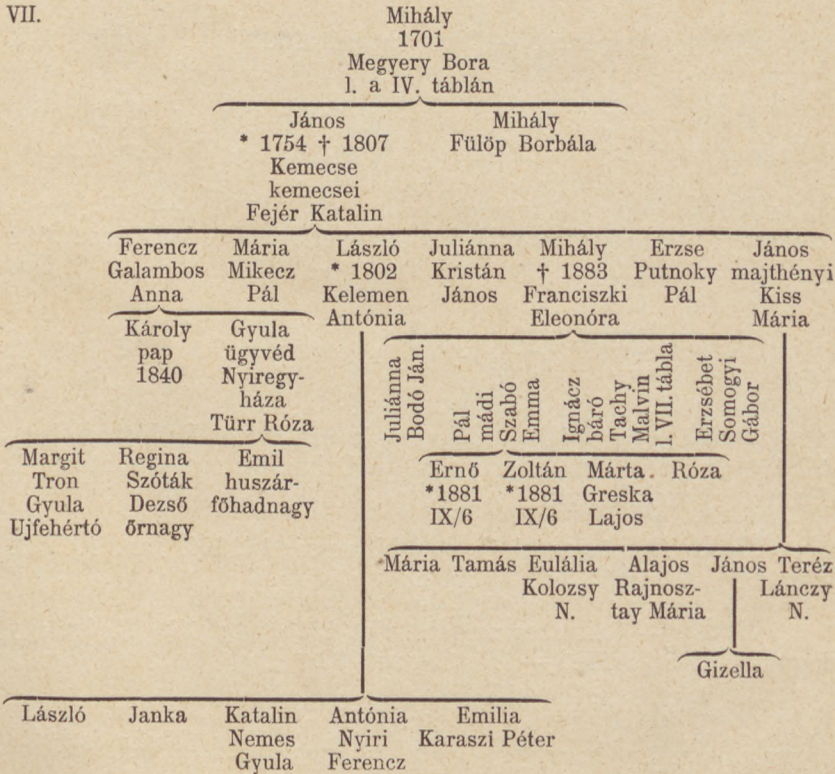 VII.
Mihály
1701
Megyery Bora
l. a IV. táblán
János Mihály
* 1754 † 1807 Fülöp Borbála
Kemecse
kemecsei
Fejér Katalin
Ferencz Mária László Juliánna Mihály Erzse János
Galambos Mikecz * 1802 Kristán † 1883 Putnoky majthényi
Anna Pál Kelemen János Franciszki Pál Kiss
Antónia Eleonóra Mária
Károly Gyula
pap ügyvéd
1840 Nyiregy-
háza
Türr Róza
Juliánna
Bodó Ján.
Pál
mádi
Szabó
Emma
Ignácz
báró
Tachy
Malvin
l. VII. tábla
Erzsébet
Somogyi
Gábor
Margit Regina Emil
Tron Szóták huszár-
Gyula Dezső főhadnagy
Ujfehértó őrnagy
Ernő Zoltán Márta. Róza
*1881 *1881 Greska
IX/6 IX/6 Lajos
Mária Tamás Eulália Alajos János Teréz
Kolozsy Rajnosz- Lánczy
N. tay Mária N.
Gizella
László Janka Katalin Antónia Emilia
Nemes Nyiri Karaszi Péter
Gyula Ferencz